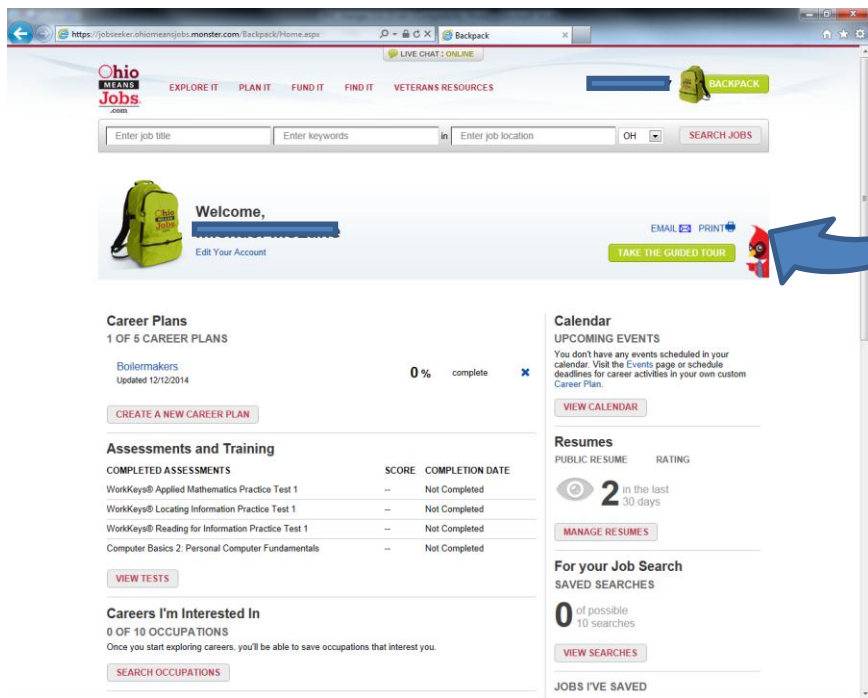 https://jobseeker.ohiomeansjobs.monster.com/Backpack/Home.aspx
Backpack
LIVE CHAT : ONLINE
Ohio
MEANS
Jobs
.com
EXPLORE IT PLAN IT FUND IT FIND IT VETERANS RESOURCES
BACKPACK
Enter job title Enter keywords in Enter job location OH SEARCH JOBS
Ohio
MEANS
Jobs
Welcome,
Edit Your Account
EMAIL PRINT
TAKE THE GUIDED TOUR
Career Plans
1 OF 5 CAREER PLANS
Boilermakers
Updated 12/12/2014
0 % complete
CREATE A NEW CAREER PLAN
Assessments and Training
COMPLETED ASSESSMENTS SCORE COMPLETION DATE
WorkKeys® Applied Mathematics Practice Test 1 -- Not Completed
WorkKeys® Locating Information Practice Test 1 -- Not Completed
WorkKeys® Reading for Information Practice Test 1 -- Not Completed
Computer Basics 2: Personal Computer Fundamentals -- Not Completed
VIEW TESTS
Careers I'm Interested In
0 OF 10 OCCUPATIONS
Once you start exploring careers, you'll be able to save occupations that interest you.
SEARCH OCCUPATIONS
Calendar
UPCOMING EVENTS
You don't have any events scheduled in your
calendar. Visit the Events page or schedule
deadlines for career activities in your own custom
Career Plan.
VIEW CALENDAR
Resumes
PUBLIC RESUME RATING
2 in the last
30 days
MANAGE RESUMES
For your Job Search
SAVED SEARCHES
0 of possible
10 searches
VIEW SEARCHES
JOBS I'VE SAVED